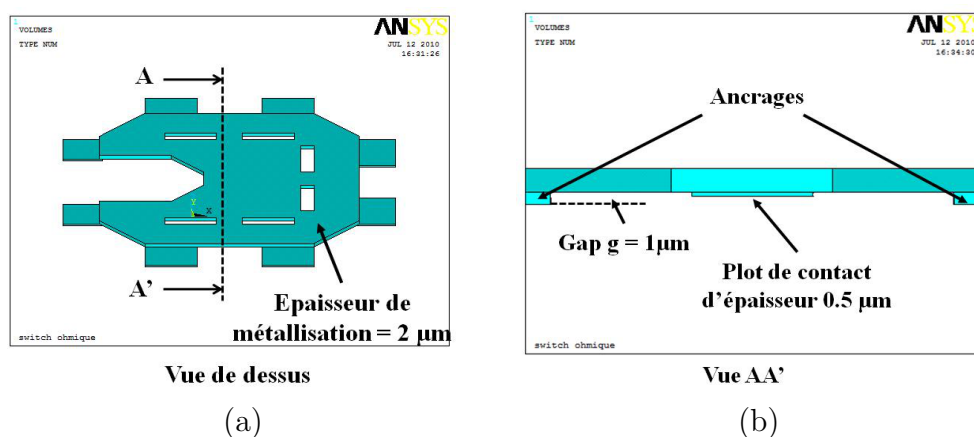 1
VOLUMES
TYPE NUM
ANSYS
JUL 12 2010
16:31:26
A
Y
X
A'
Epaisseur de
métallisation = 2 µm
switch ohmique
Vue de dessus
(a)
1
VOLUMES
TYPE NUM
ANSYS
JUL 12 2010
16:34:30
Ancrages
Gap g = 1µm
Plot de contact
d'épaisseur 0.5 µm
switch ohmique
Vue AA'
(b)